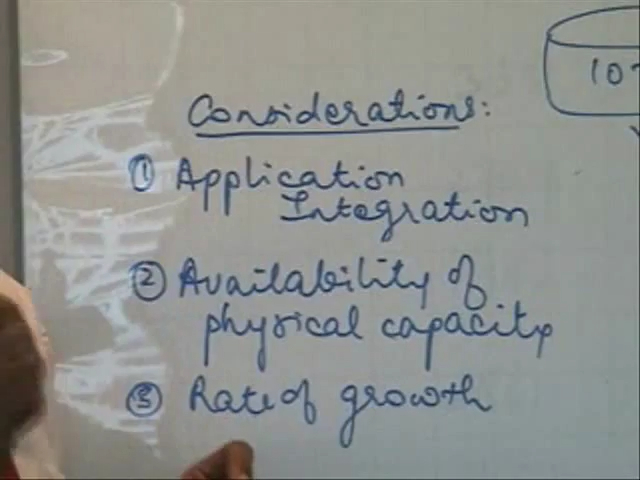 Considerations:
① Application
Integration
② Availability of
physical capacity
③ Rate of growth